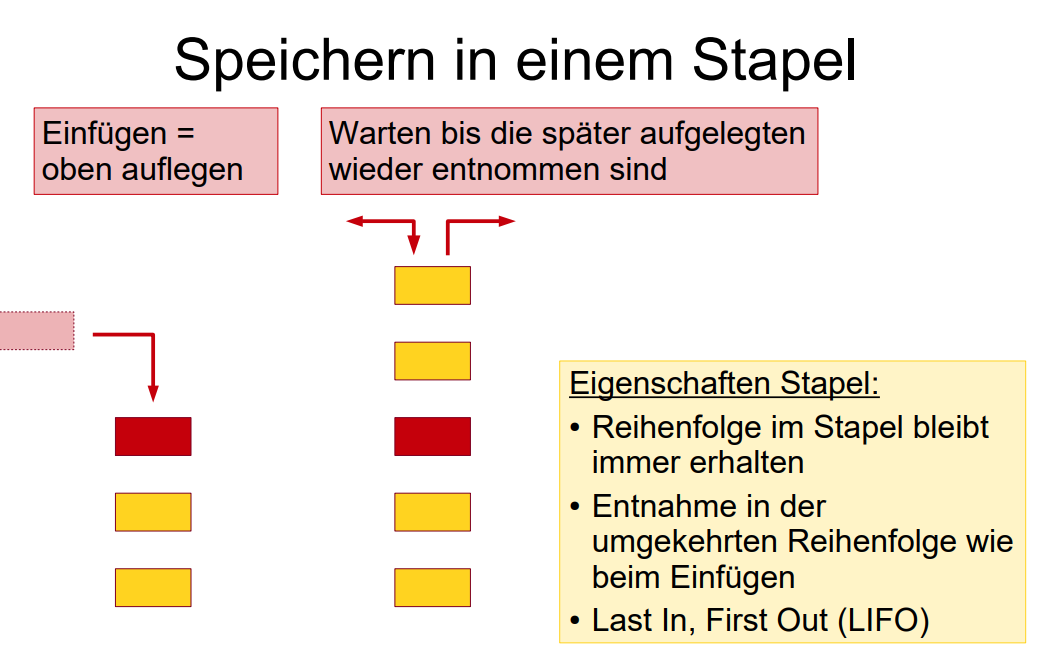 Speichern in einem Stapel
Einfügen =
oben auflegen
Warten bis die später aufgelegten
wieder entnommen sind
Eigenschaften Stapel:
• Reihenfolge im Stapel bleibt
immer erhalten
• Entnahme in der
umgekehrten Reihenfolge wie
beim Einfügen
• Last In, First Out (LIFO)